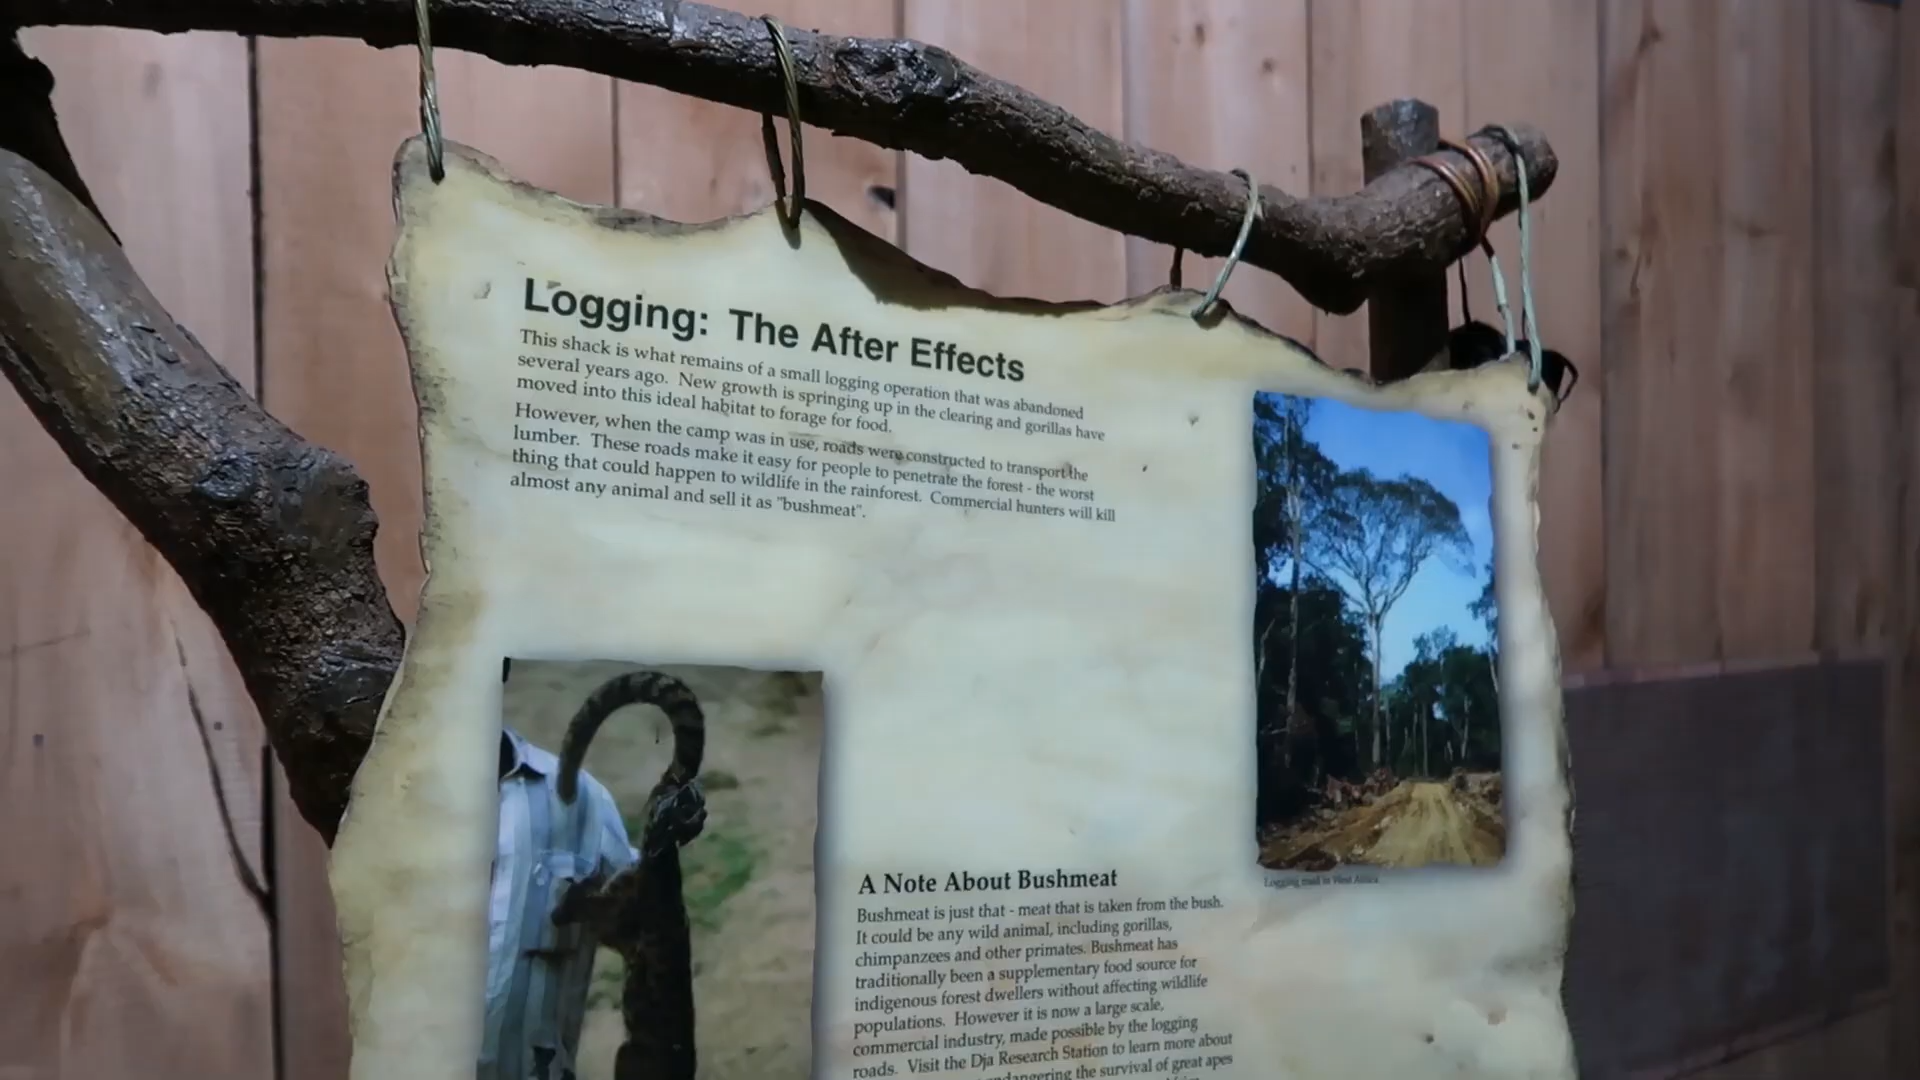 Logging: The After Effects
This shack is what remains of a small logging operation that was abandoned
several years ago. New growth is springing up in the clearing and gorillas have
moved into this ideal habitat to forage for food.
However, when the camp was in use, roads were constructed to transport the
lumber. These roads make it easy for people to penetrate the forest - the worst
thing that could happen to wildlife in the rainforest. Commercial hunters will kill
almost any animal and sell it as "bushmeat".
Logging road in West Africa
A Note About Bushmeat
Bushmeat is just that - meat that is taken from the bush.
It could be any wild animal, including gorillas,
chimpanzees and other primates. Bushmeat has
traditionally been a supplementary food source for
indigenous forest dwellers without affecting wildlife
populations. However it is now a large scale,
commercial industry, made possible by the logging
roads. Visit the Dja Research Station to learn more about
endangering the survival of great apes